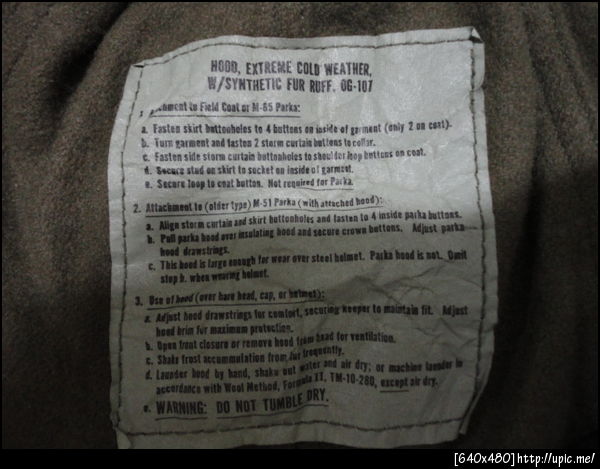 HOOD, EXTREME COLD WEATHER,
W/SYNTHETIC FUR RUFF. OG-107
to Field Coat or M-65 Parka:
a. Fasten skirt buttonholes to 4 buttons on inside of garment (only 2 on coat).
b. Turn garment and fasten 2 storm curtain buttons to collar.
c. Fasten side storm curtain buttonholes to shoulder loop buttons on coat.
d. Secure stud on skirt to socket on inside of garment.
e. Secure loop to coat button. Not required for Parka.
2. Attachment to (older type) M-51 Parka (with attached hood):
a. Align storm curtain and skirt buttonholes and fasten to 4 inside parka buttons.
b. Pull parka hood over insulating hood and secure crown buttons. Adjust parka
hood drawstrings.
c. This hood is large enough for wear over steel helmet. Parka hood is not. Omit
step b. when wearing helmet.
3. Use of hood (over bare head, cap, or helmet):
a. Adjust hood drawstrings for comfort, securing keeper to maintain fit. Adjust
hood brim for maximum protection.
b. Open front closure or remove hood from head for ventilation.
c. Shake frost accummulation from fur frequently.
d. Launder hood by hand, shake out water and air dry; or machine launder in
accordance with Wool Method, Formula II, TM-10-280, except air dry.
e. WARNING: DO NOT TUMBLE DRY.
[640x480]http://upic.me/